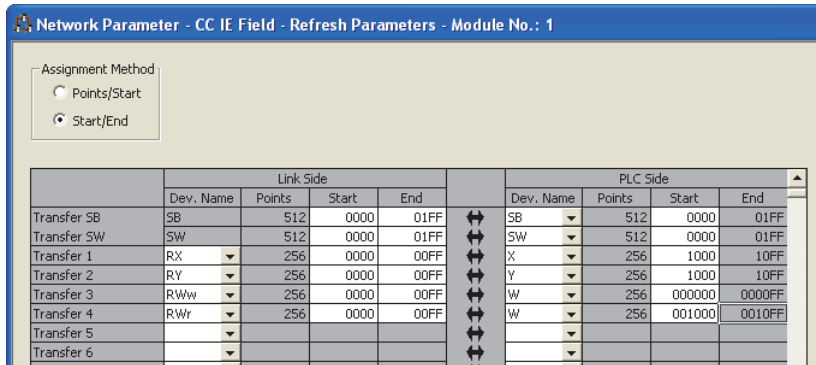 Network Parameter - CC IE Field - Refresh Parameters - Module No.: 1
Assignment Method
Points/Start
Start/End
Link Side PLC Side
Dev. Name Points Start End Dev. Name Points Start End
Transfer SB SB 512 0000 01FF SB 512 0000 01FF
Transfer SW SW 512 0000 01FF SW 512 0000 01FF
Transfer 1 RX 256 0000 00FF X 256 1000 10FF
Transfer 2 RY 256 0000 00FF Y 256 1000 10FF
Transfer 3 RWw 256 0000 00FF W 256 000000 0000FF
Transfer 4 RWr 256 0000 00FF W 256 001000 0010FF
Transfer 5
Transfer 6